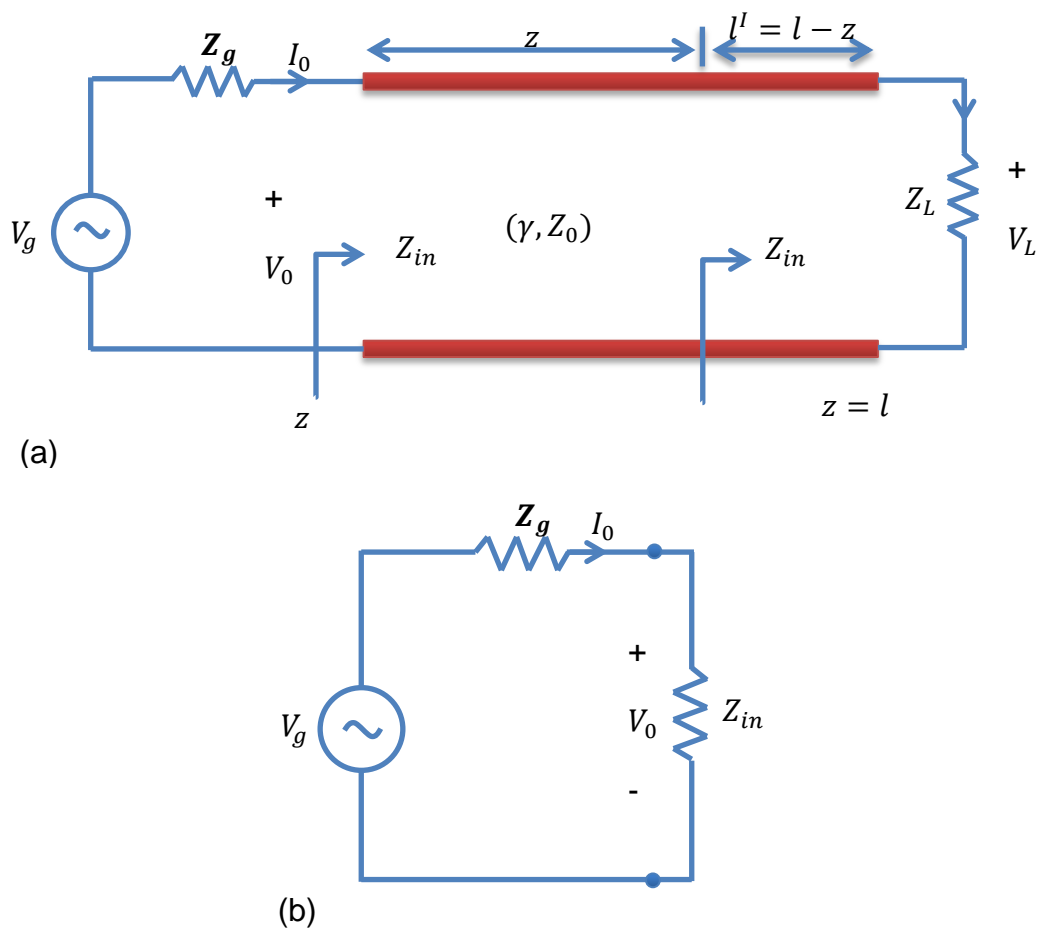 z
l^I = l − z
Z_g
I_0
+
Z_L
+
V_g
(γ, Z_0)
V_0
Z_in
Z_in
V_L
z
z = l
(a)
Z_g
I_0
+
V_g
V_0
Z_in
-
(b)